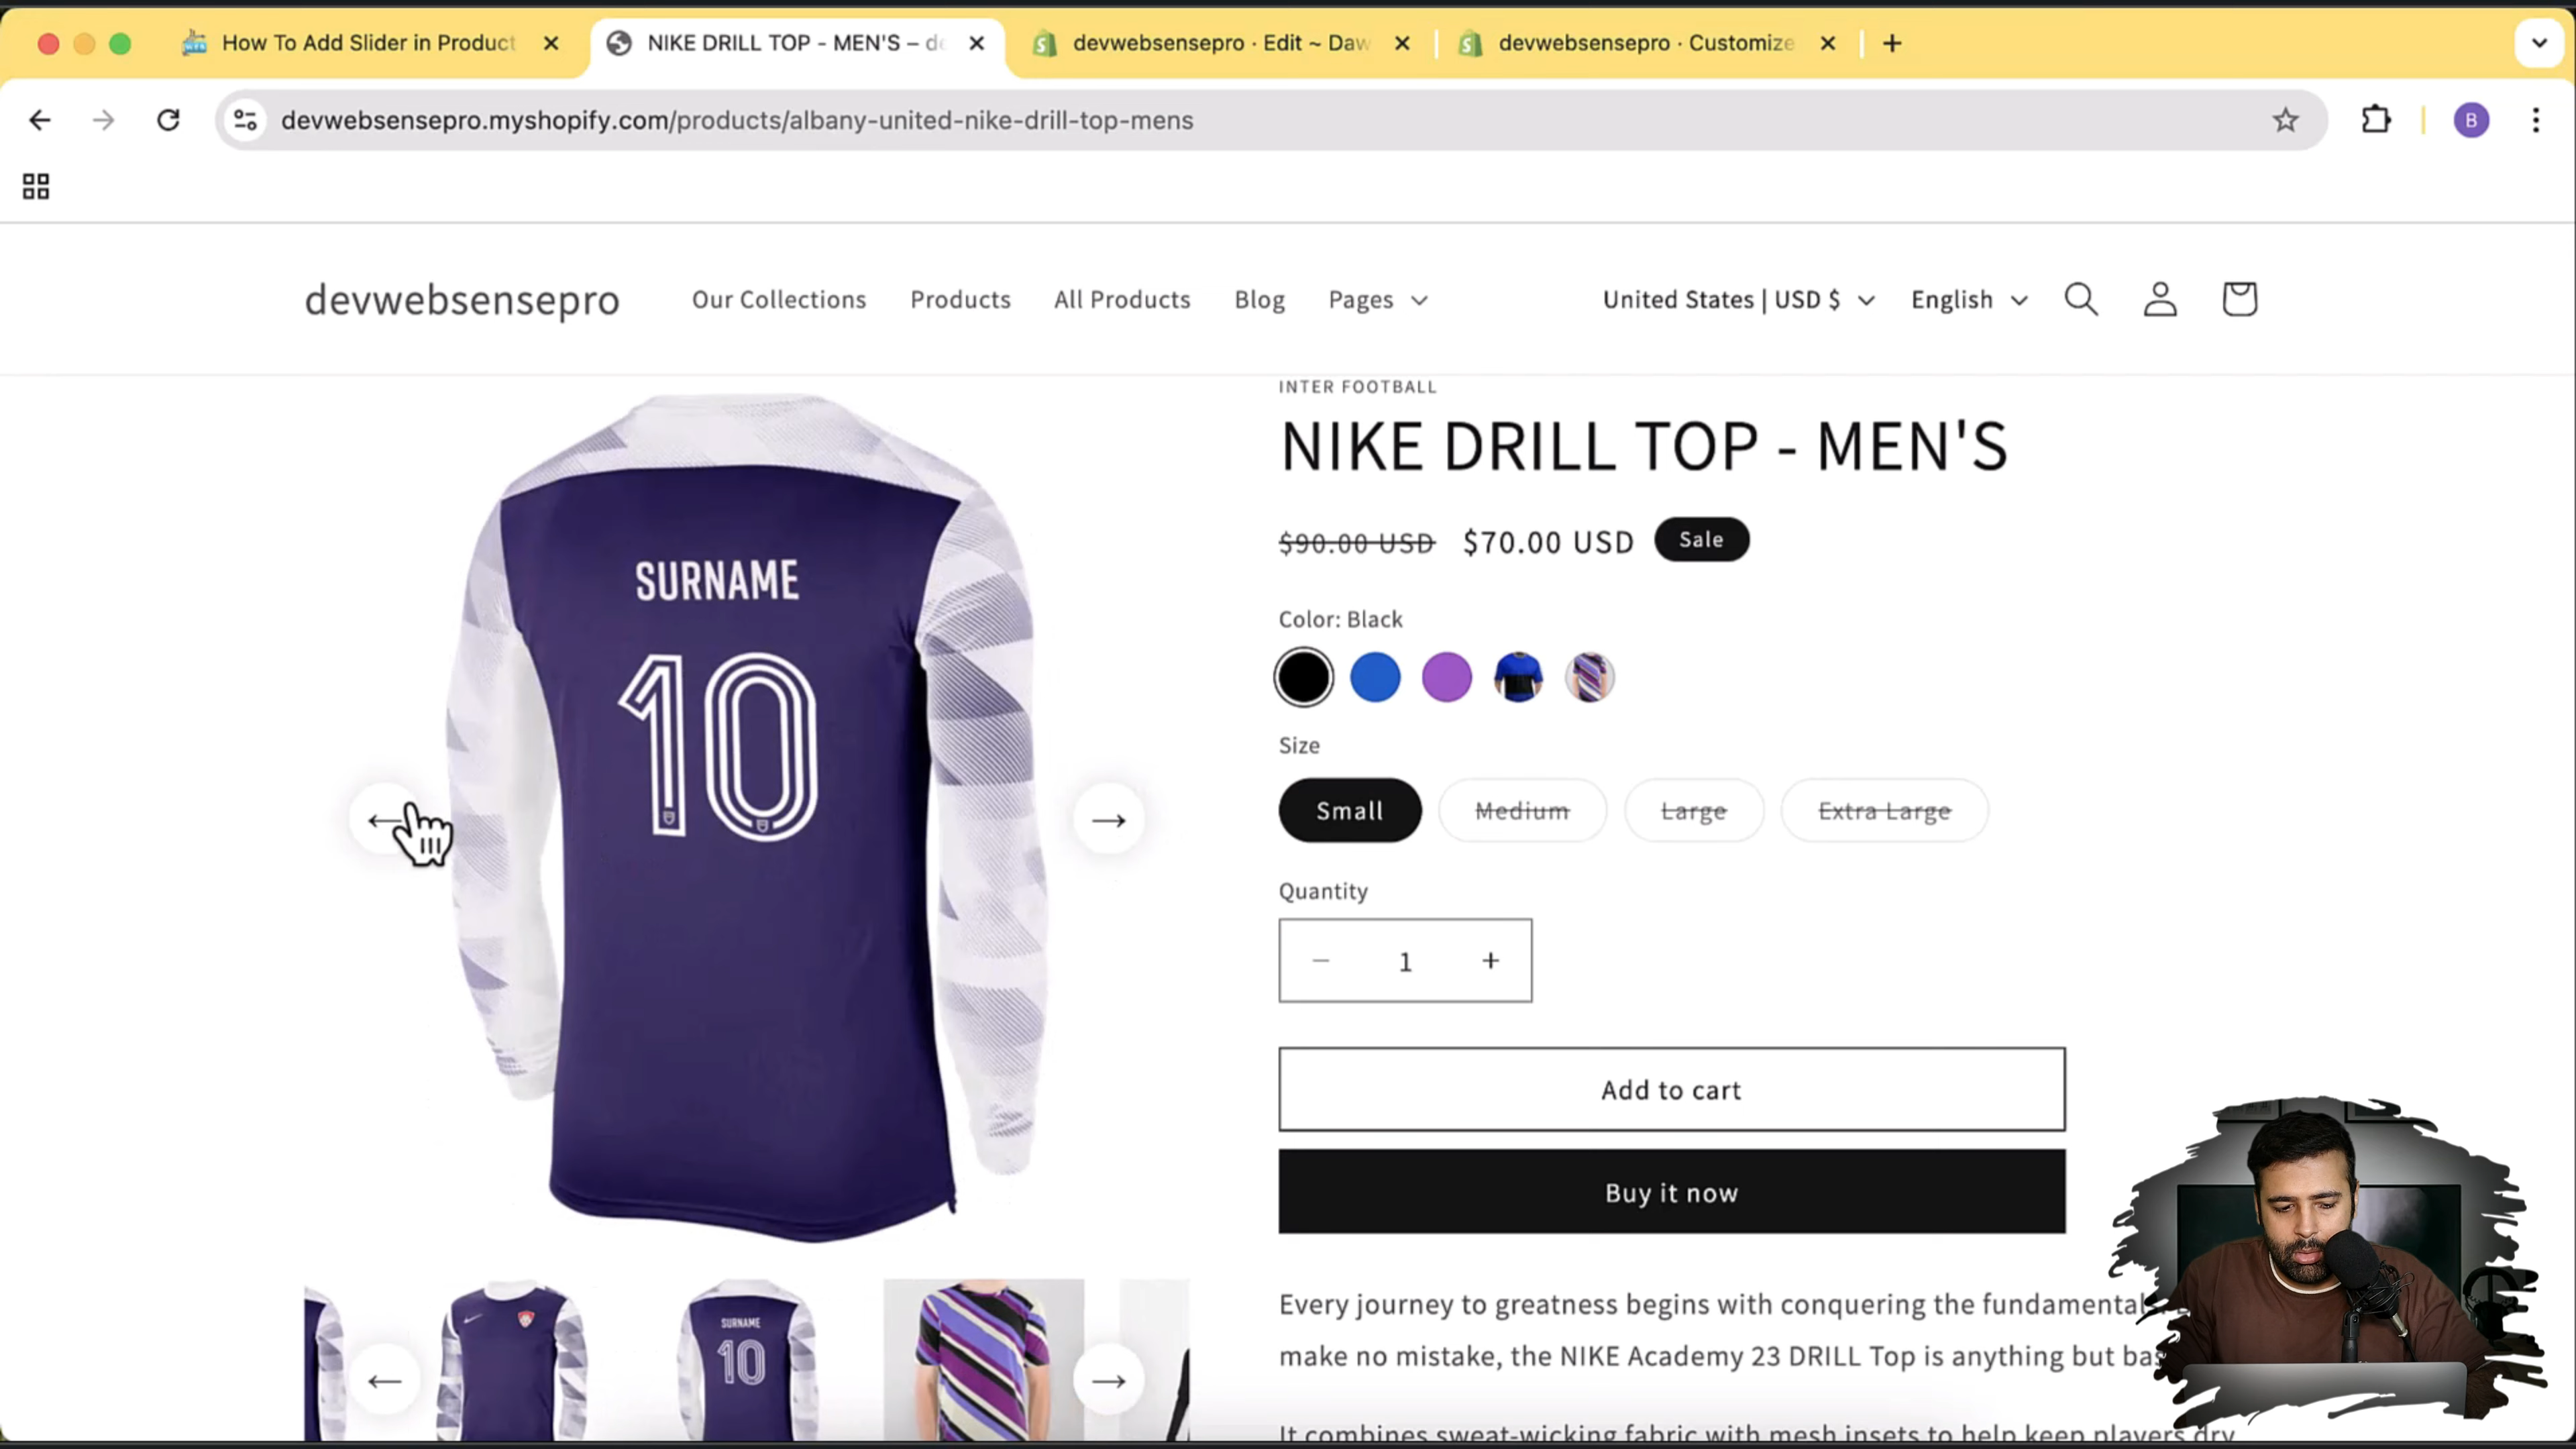 How To Add Slider in Product
NIKE DRILL TOP - MEN'S – de
devwebsensepro · Edit ~ Daw
devwebsensepro · Customize
devwebsensepro.myshopify.com/products/albany-united-nike-drill-top-mens
B
devwebsensepro
Our Collections
Products
All Products
Blog
Pages
United States | USD $
English
INTER FOOTBALL
NIKE DRILL TOP - MEN'S
$90.00 USD $70.00 USD Sale
Color: Black
Size
Small
Medium
Large
Extra Large
Quantity
− 1 +
Add to cart
Buy it now
SURNAME
10
SURNAME
10
Every journey to greatness begins with conquering the fundamental
make no mistake, the NIKE Academy 23 DRILL Top is anything but bas
It combines sweat-wicking fabric with mesh insets to help keep players dry